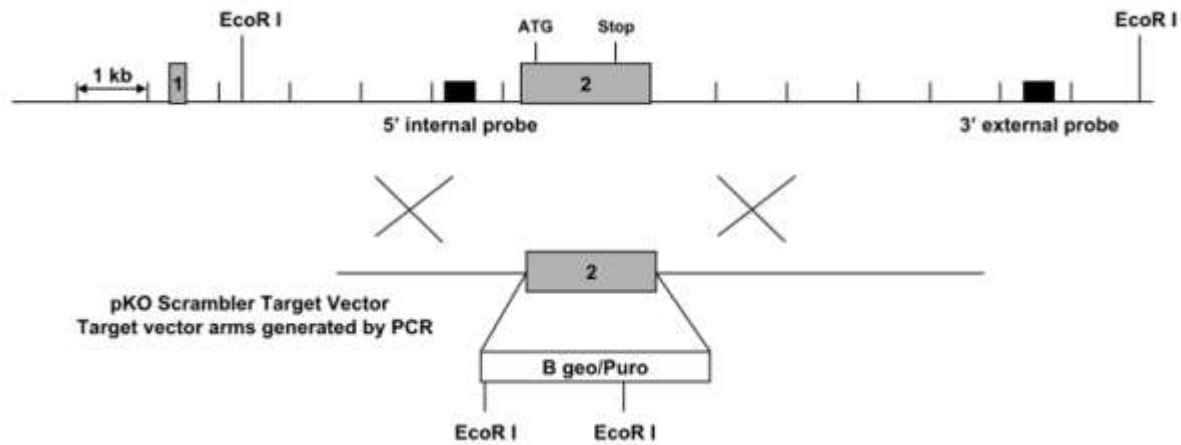 EcoR I
EcoR I
ATG
Stop
1 kb
1
2
5' internal probe
3' external probe
2
pKO Scrambler Target Vector
Target vector arms generated by PCR
B geo/Puro
EcoR I
EcoR I